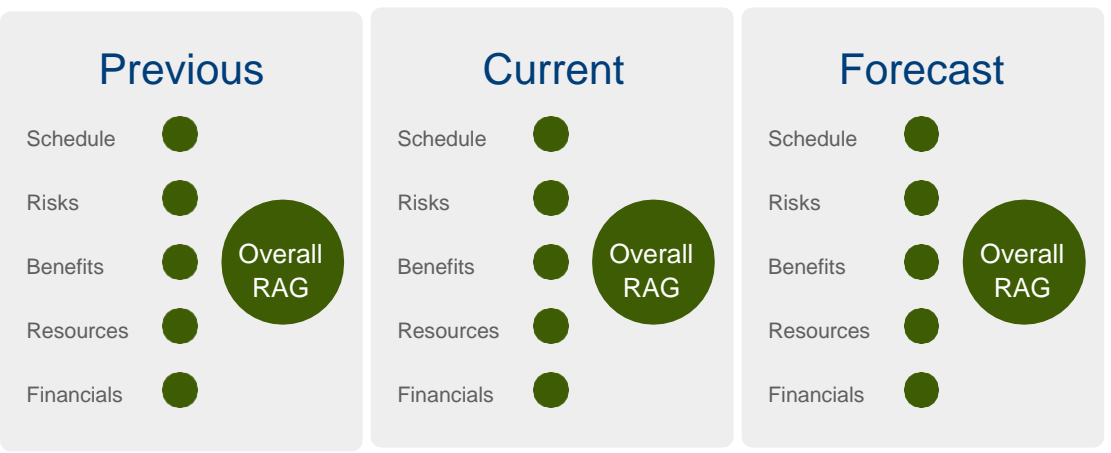 Previous
Schedule
Risks
Benefits
Resources
Financials
Overall
RAG
Current
Schedule
Risks
Benefits
Resources
Financials
Overall
RAG
Forecast
Schedule
Risks
Benefits
Resources
Financials
Overall
RAG